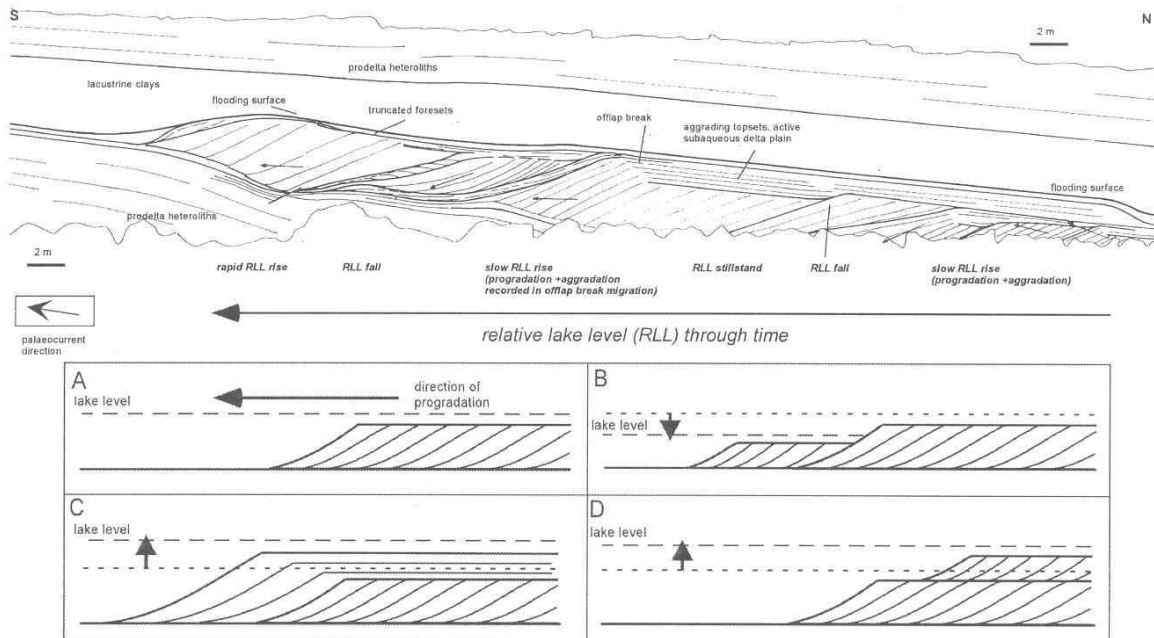 S
N
2 m
prodelta heteroliths
lacustrine clays
flooding surface
truncated foresets
offlap break
aggrading topsets, active
subaqueous delta plain
flooding surface
prodelta heteroliths
2 m
rapid RLL rise
RLL fall
slow RLL rise
(progradation +aggradation
recorded in offlap break migration)
RLL stillstand
RLL fall
slow RLL rise
(progradation +aggradation)
palaeocurrent
direction
relative lake level (RLL) through time
A
lake level
direction of
progradation
B
lake level
C
lake level
D
lake level